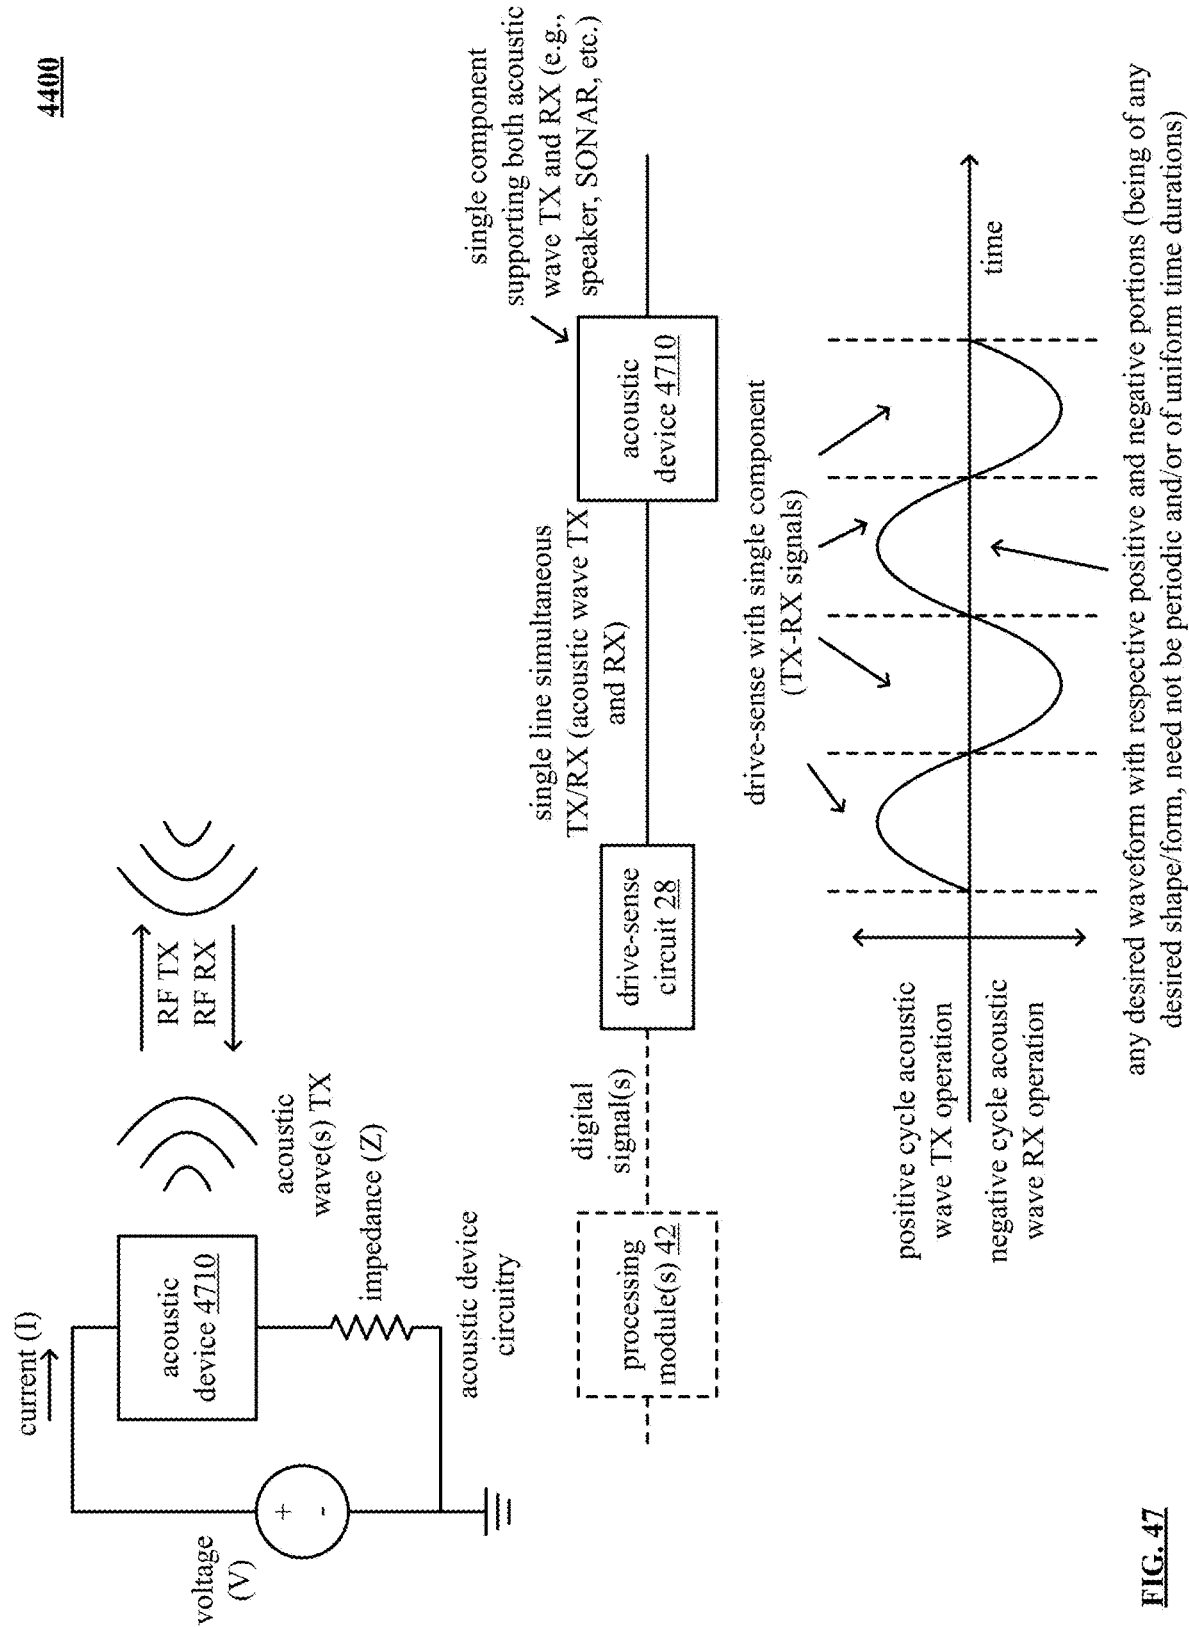 4400
current (I)
voltage
(V)
+
-
acoustic
device 4710
RF TX
RF RX
acoustic
wave(s) TX
impedance (Z)
acoustic device
circuitry
single component
supporting both acoustic
wave TX and RX (e.g.,
speaker, SONAR, etc.)
single line simultaneous
TX/RX (acoustic wave TX
and RX)
digital
signal(s)
processing
module(s) 42
drive-sense
circuit 28
acoustic
device 4710
drive-sense with single component
(TX-RX signals)
positive cycle acoustic
wave TX operation
negative cycle acoustic
wave RX operation
time
any desired waveform with respective positive and negative portions (being of any
desired shape/form, need not be periodic and/or of uniform time durations)
FIG. 47